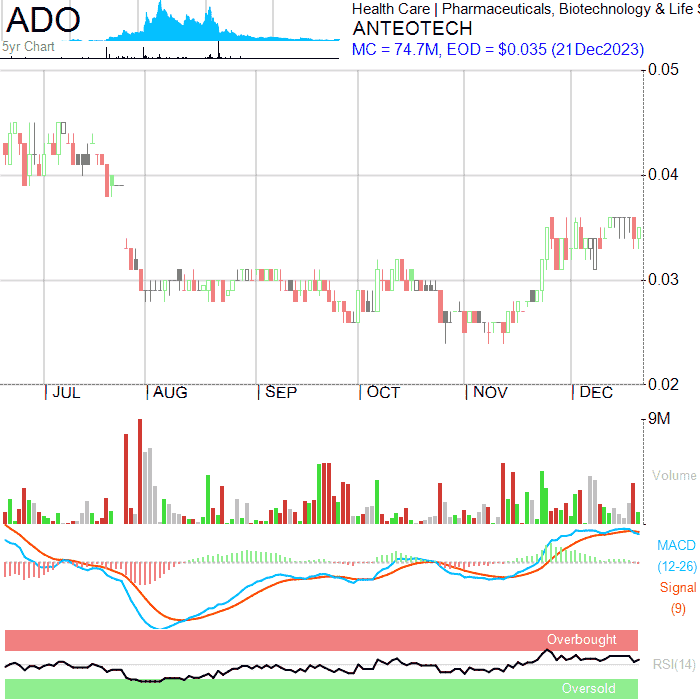 ADO
5yr Chart
Health Care | Pharmaceuticals, Biotechnology & Life S
ANTEOTECH
MC = 74.7M, EOD = $0.035 (21Dec2023)
0.05
0.04
0.03
0.02
JUL AUG SEP OCT NOV DEC
9M
Volume
MACD
(12-26)
Signal
(9)
Overbought
RSI(14)
Oversold